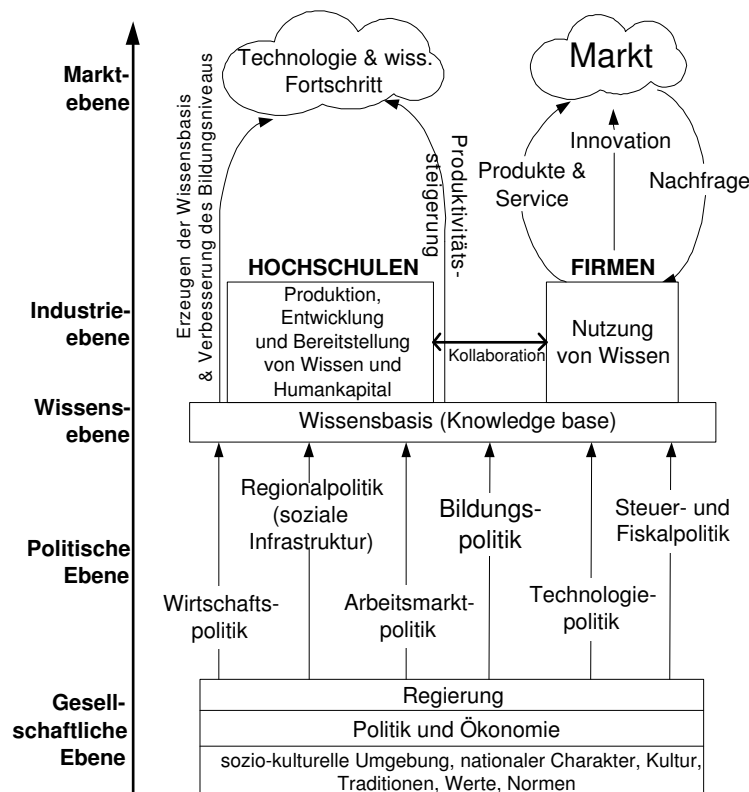 Markt-
ebene
Technologie & wiss.
Fortschritt
Markt
Erzeugen der Wissensbasis
& Verbesserung des Bildungsniveaus
Produktivitäts-
steigerung
Produkte &
Service
Innovation
Nachfrage
Industrie-
ebene
HOCHSCHULEN
Produktion,
Entwicklung
und Bereitstellung
von Wissen und
Humankapital
Kollaboration
FIRMEN
Nutzung
von Wissen
Wissens-
ebene
Wissensbasis (Knowledge base)
Politische
Ebene
Wirtschafts-
politik
Regionalpolitik
(soziale
Infrastruktur)
Arbeitsmarkt-
politik
Bildungs-
politik
Technologie-
politik
Steuer- und
Fiskalpolitik
Gesell-
schaftliche
Ebene
Regierung
Politik und Ökonomie
sozio-kulturelle Umgebung, nationaler Charakter, Kultur,
Traditionen, Werte, Normen